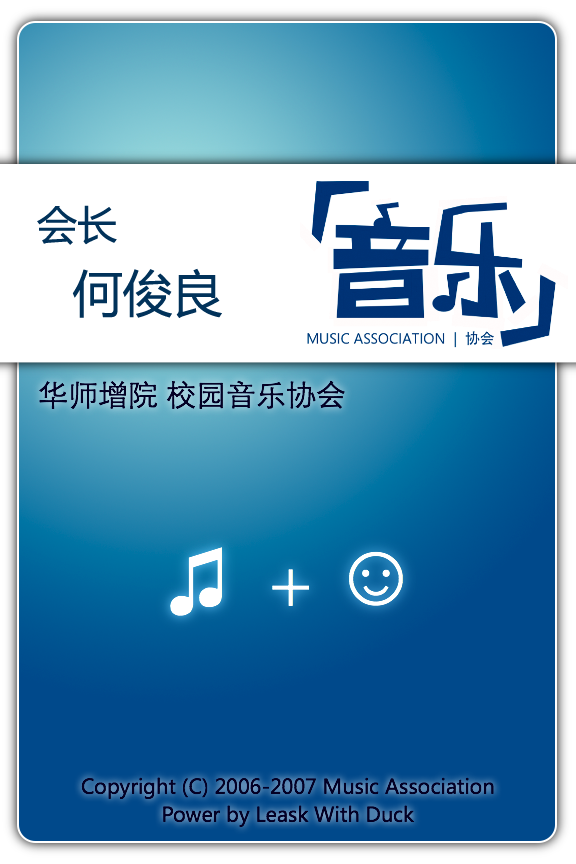 会长
何俊良
「音乐」
MUSIC ASSOCIATION | 协会
华师增院 校园音乐协会
Copyright (C) 2006-2007 Music Association
Power by Leask With Duck